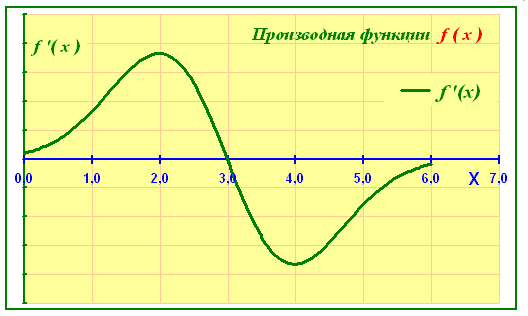 Производная функции f ( x )
f '( x )
f '(x)
0,0 1,0 2,0 3,0 4,0 5,0 6,0 7,0
X